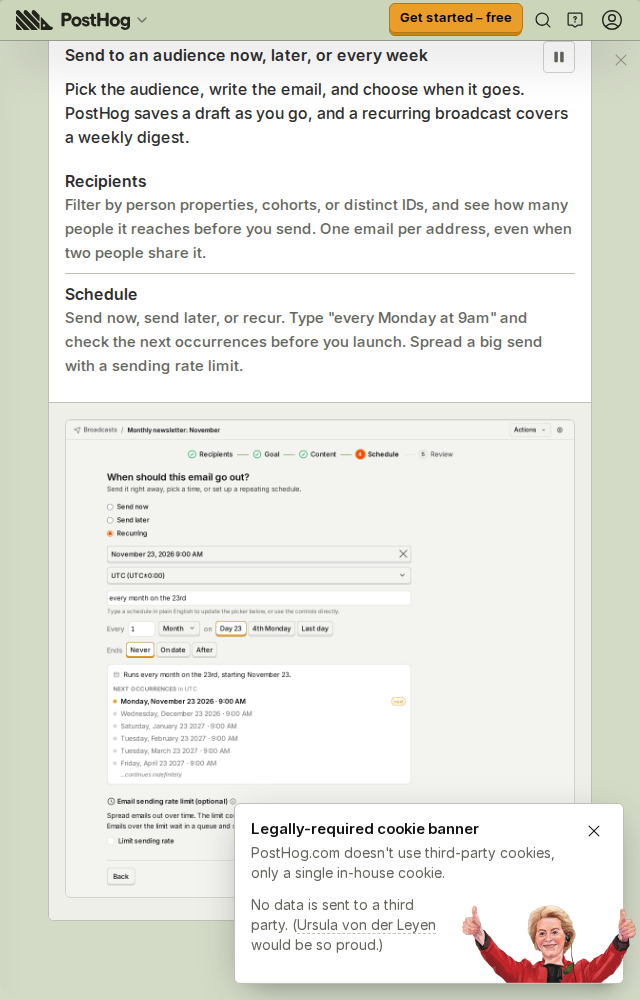 PostHog
Get started – free
Send to an audience now, later, or every week
Pick the audience, write the email, and choose when it goes.
PostHog saves a draft as you go, and a recurring broadcast covers
a weekly digest.
Recipients
Filter by person properties, cohorts, or distinct IDs, and see how many
people it reaches before you send. One email per address, even when
two people share it.
Schedule
Send now, send later, or recur. Type "every Monday at 9am" and
check the next occurrences before you launch. Spread a big send
with a sending rate limit.
Broadcasts / Monthly newsletter: November
Actions
Recipients Goal Content 4 Schedule 5 Review
When should this email go out?
Send it right away, pick a time, or set up a repeating schedule.
Send now
Send later
Recurring
November 23, 2026 9:00 AM
UTC (UTC±0:00)
every month on the 23rd
Type a schedule in plain English to update the picker below, or use the controls directly.
Every 1 Month on Day 23 4th Monday Last day
Ends Never On date After
Runs every month on the 23rd, starting November 23.
NEXT OCCURRENCES in UTC
Monday, November 23 2026 · 9:00 AM
next
Wednesday, December 23 2026 · 9:00 AM
Saturday, January 23 2027 · 9:00 AM
Tuesday, February 23 2027 · 9:00 AM
Tuesday, March 23 2027 · 9:00 AM
Friday, April 23 2027 · 9:00 AM
...continues indefinitely
Email sending rate limit (optional)
Spread emails out over time. The limit
Emails over the limit wait in a queue and
Limit sending rate
Back
Legally-required cookie banner
PostHog.com doesn't use third-party cookies,
only a single in-house cookie.
No data is sent to a third
party. (Ursula von der Leyen
would be so proud.)